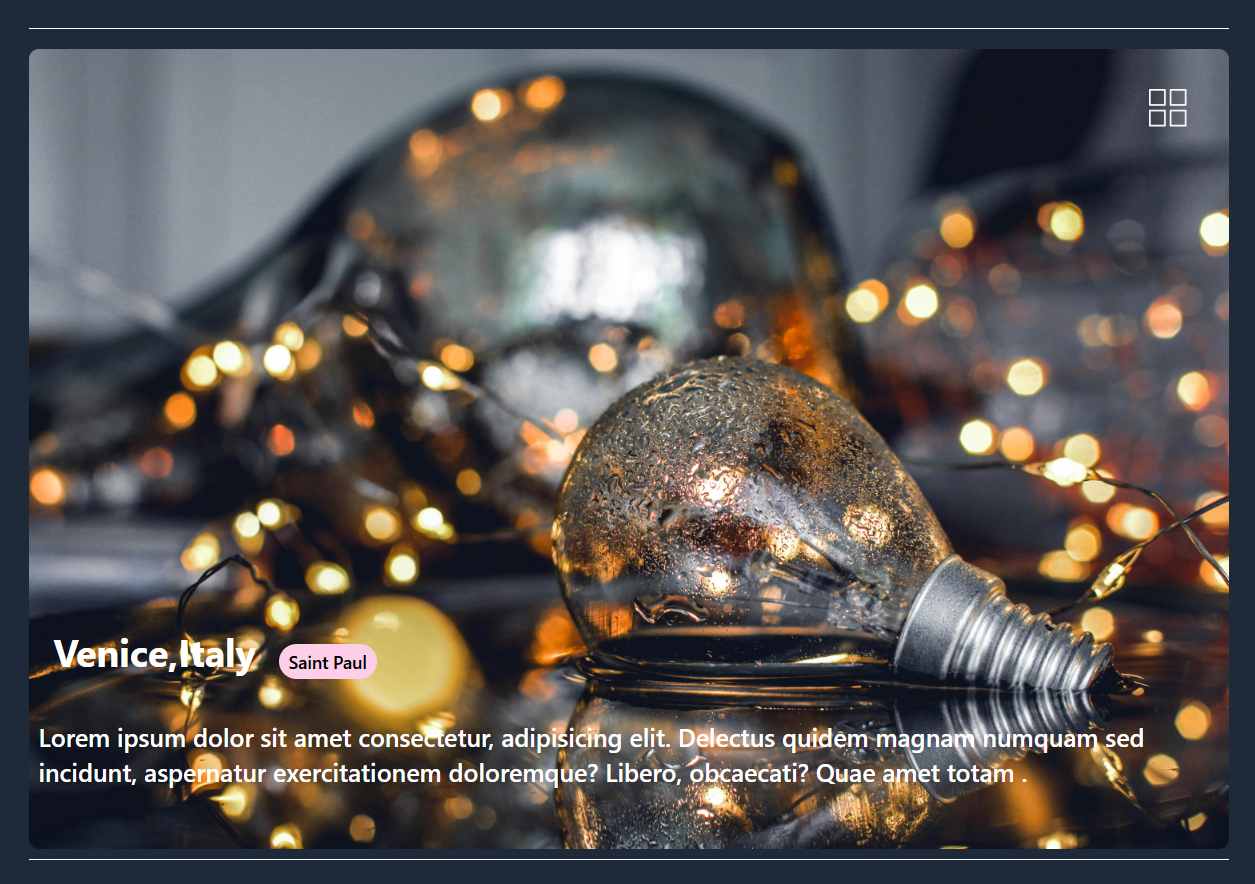 Venice,Italy
Saint Paul
Lorem ipsum dolor sit amet consectetur, adipisicing elit. Delectus quidem magnam numquam sed
incidunt, aspernatur exercitationem doloremque? Libero, obcaecati? Quae amet totam .